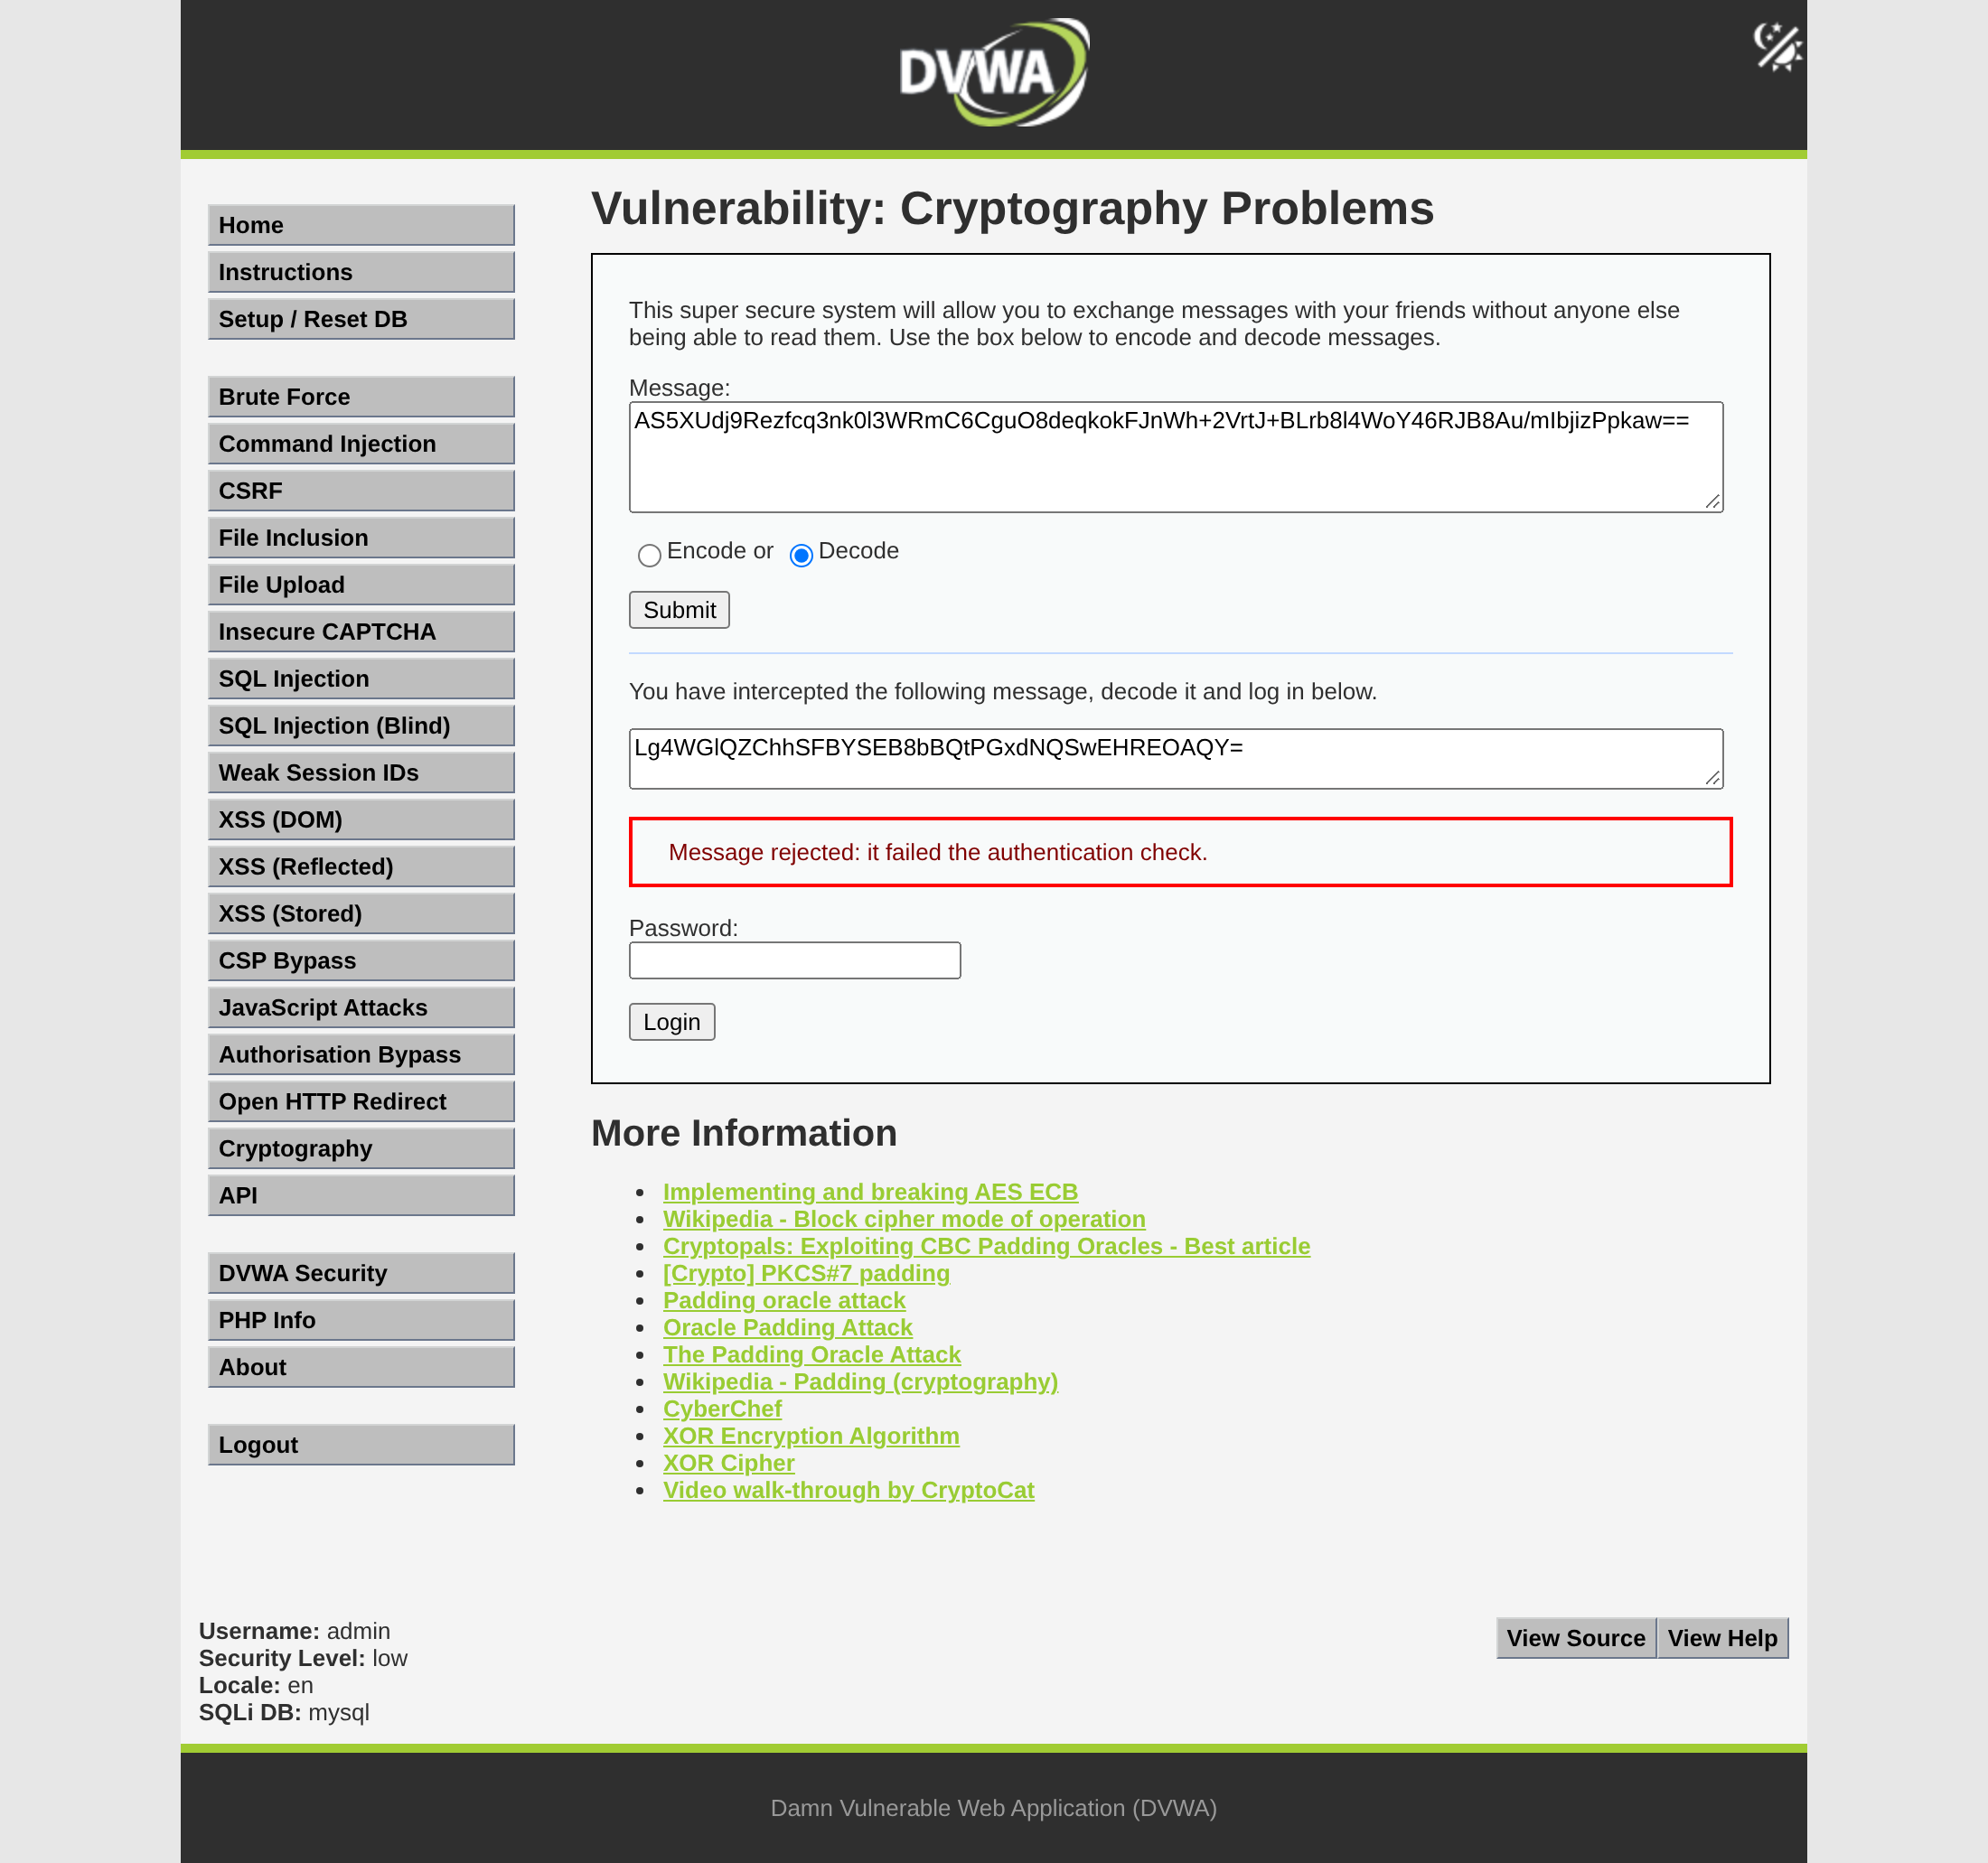 DVWA
Vulnerability: Cryptography Problems
Home
Instructions
Setup / Reset DB
Brute Force
Command Injection
CSRF
File Inclusion
File Upload
Insecure CAPTCHA
SQL Injection
SQL Injection (Blind)
Weak Session IDs
XSS (DOM)
XSS (Reflected)
XSS (Stored)
CSP Bypass
JavaScript Attacks
Authorisation Bypass
Open HTTP Redirect
Cryptography
API
DVWA Security
PHP Info
About
Logout
This super secure system will allow you to exchange messages with your friends without anyone else
being able to read them. Use the box below to encode and decode messages.
Message:
AS5XUdj9Rezfcq3nk0l3WRmC6CguO8deqkokFJnWh+2VrtJ+BLrb8l4WoY46RJB8Au/mIbjizPpkaw==
Encode or Decode
Submit
You have intercepted the following message, decode it and log in below.
Lg4WGlQZChhSFBYSEB8bBQtPGxdNQSwEHREOAQY=
Message rejected: it failed the authentication check.
Password:
Login
More Information
Implementing and breaking AES ECB
Wikipedia - Block cipher mode of operation
Cryptopals: Exploiting CBC Padding Oracles - Best article
[Crypto] PKCS#7 padding
Padding oracle attack
Oracle Padding Attack
The Padding Oracle Attack
Wikipedia - Padding (cryptography)
CyberChef
XOR Encryption Algorithm
XOR Cipher
Video walk-through by CryptoCat
Username: admin
Security Level: low
Locale: en
SQLi DB: mysql
View Source View Help
Damn Vulnerable Web Application (DVWA)